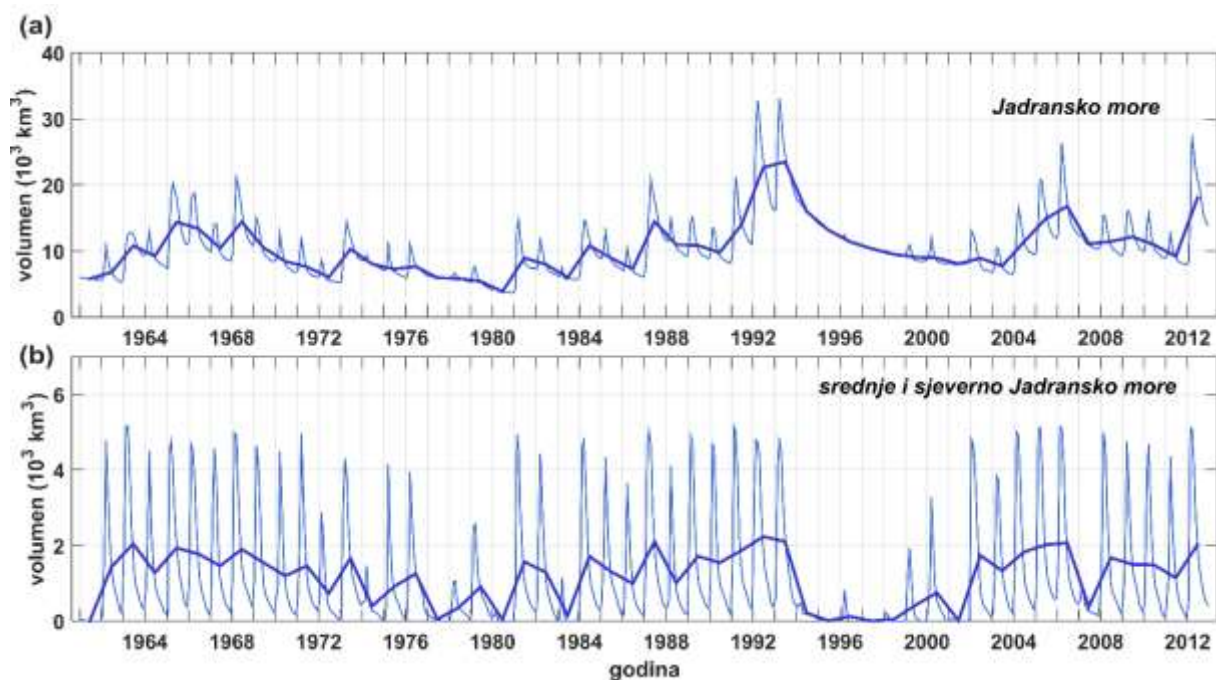 (a)
volumen (10³ km³)
40
30
20
10
0
Jadransko more
1964 1968 1972 1976 1980 1984 1988 1992 1996 2000 2004 2008 2012
(b)
volumen (10³ km³)
6
4
2
0
srednje i sjeverno Jadransko more
1964 1968 1972 1976 1980 1984 1988 1992 1996 2000 2004 2008 2012
godina